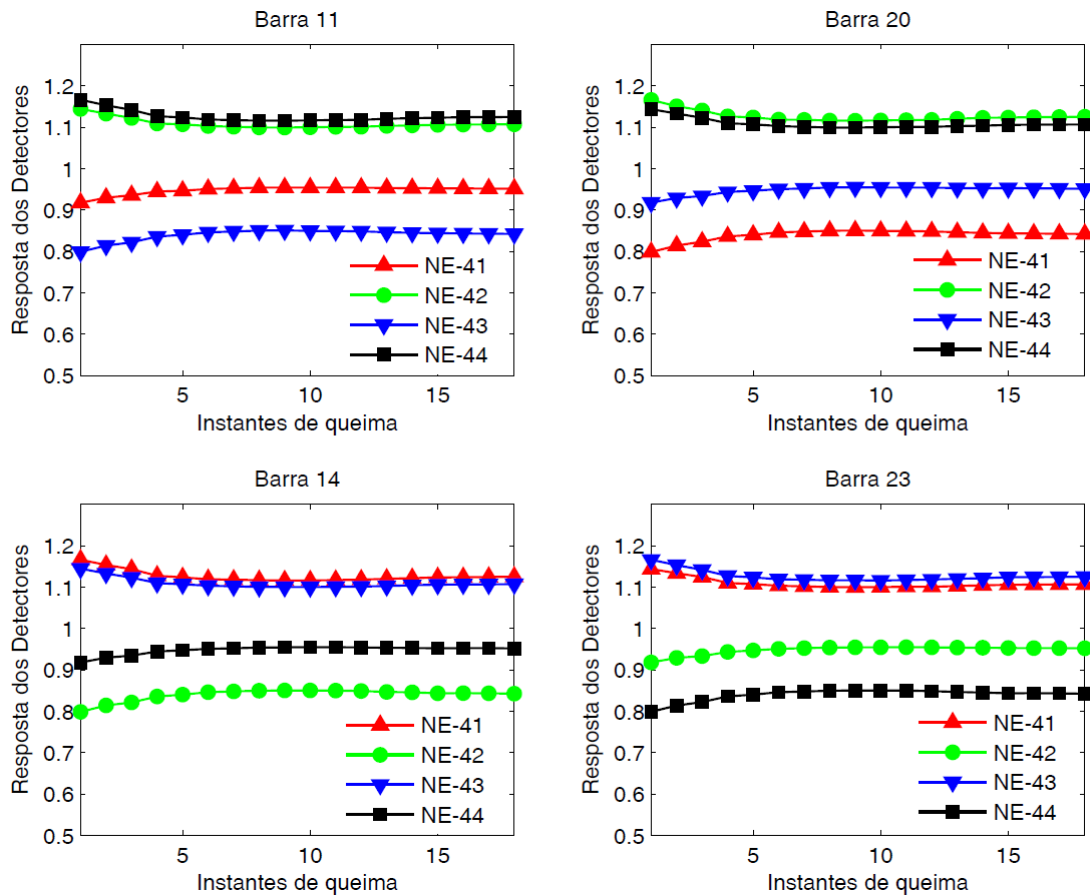 Barra 11
Resposta dos Detectores
1.2
1.1
1
0.9
0.8
0.7
0.6
0.5
NE-41
NE-42
NE-43
NE-44
5
10
15
Instantes de queima
Barra 20
Resposta dos Detectores
1.2
1.1
1
0.9
0.8
0.7
0.6
0.5
NE-41
NE-42
NE-43
NE-44
5
10
15
Instantes de queima
Barra 14
Resposta dos Detectores
1.2
1.1
1
0.9
0.8
0.7
0.6
0.5
NE-41
NE-42
NE-43
NE-44
5
10
15
Instantes de queima
Barra 23
Resposta dos Detectores
1.2
1.1
1
0.9
0.8
0.7
0.6
0.5
NE-41
NE-42
NE-43
NE-44
5
10
15
Instantes de queima